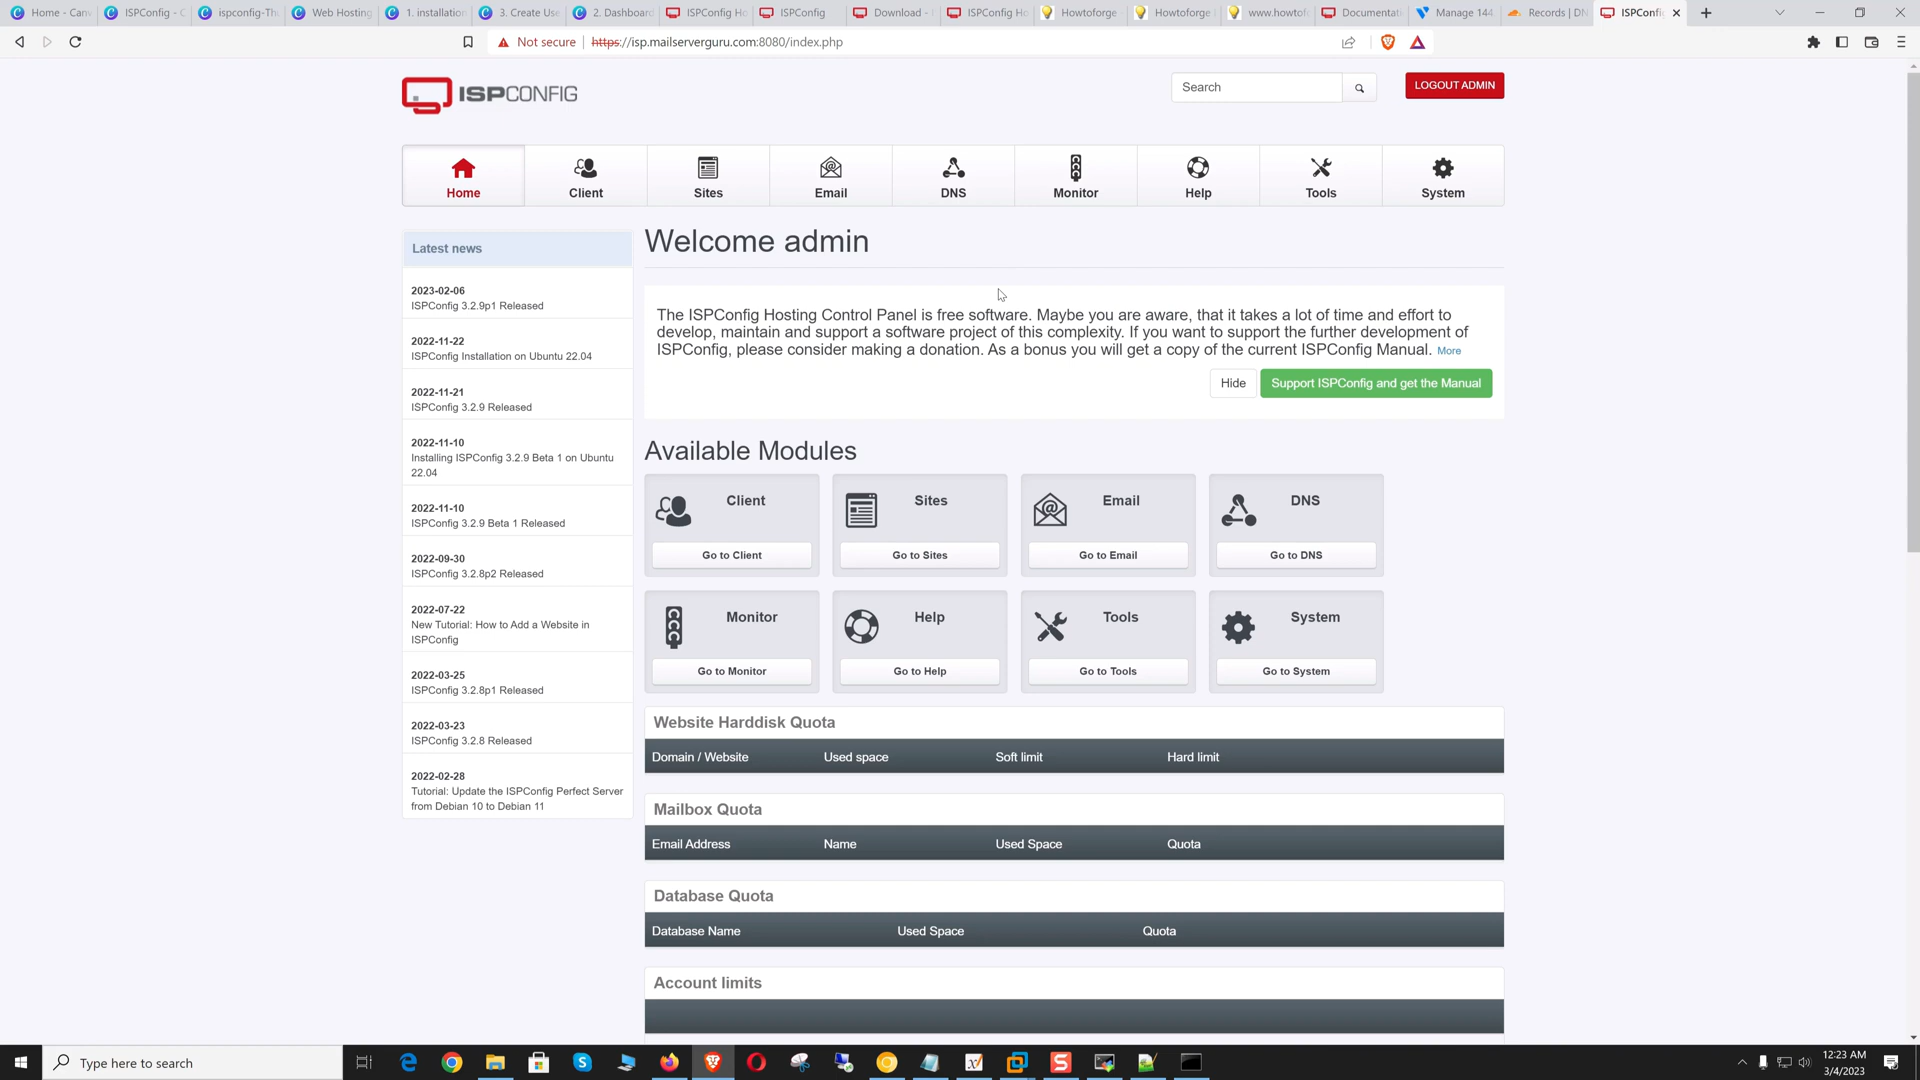 Home - Canv
ISPConfig - C
ispconfig-Th
Web Hosting
1. installation
3. Create Use
2. Dashboard
ISPConfig Ho
ISPConfig
Download -
ISPConfig Ho
Howtoforge
Howtoforge
www.howtof
Documentati
Manage 144.
Records | DN
ISPConfig
Not secure https://isp.mailserverguru.com:8080/index.php
ISPCONFIG
Search
LOGOUT ADMIN
Home
Client
Sites
Email
DNS
Monitor
Help
Tools
System
Latest news
2023-02-06
ISPConfig 3.2.9p1 Released
2022-11-22
ISPConfig Installation on Ubuntu 22.04
2022-11-21
ISPConfig 3.2.9 Released
2022-11-10
Installing ISPConfig 3.2.9 Beta 1 on Ubuntu
22.04
2022-11-10
ISPConfig 3.2.9 Beta 1 Released
2022-09-30
ISPConfig 3.2.8p2 Released
2022-07-22
New Tutorial: How to Add a Website in
ISPConfig
2022-03-25
ISPConfig 3.2.8p1 Released
2022-03-23
ISPConfig 3.2.8 Released
2022-02-28
Tutorial: Update the ISPConfig Perfect Server
from Debian 10 to Debian 11
Welcome admin
The ISPConfig Hosting Control Panel is free software. Maybe you are aware, that it takes a lot of time and effort to
develop, maintain and support a software project of this complexity. If you want to support the further development of
ISPConfig, please consider making a donation. As a bonus you will get a copy of the current ISPConfig Manual. More
Hide
Support ISPConfig and get the Manual
Available Modules
Client
Go to Client
Sites
Go to Sites
Email
Go to Email
DNS
Go to DNS
Monitor
Go to Monitor
Help
Go to Help
Tools
Go to Tools
System
Go to System
Website Harddisk Quota
Domain / Website Used space Soft limit Hard limit
Mailbox Quota
Email Address Name Used Space Quota
Database Quota
Database Name Used Space Quota
Account limits
Type here to search
12:23 AM
3/4/2023